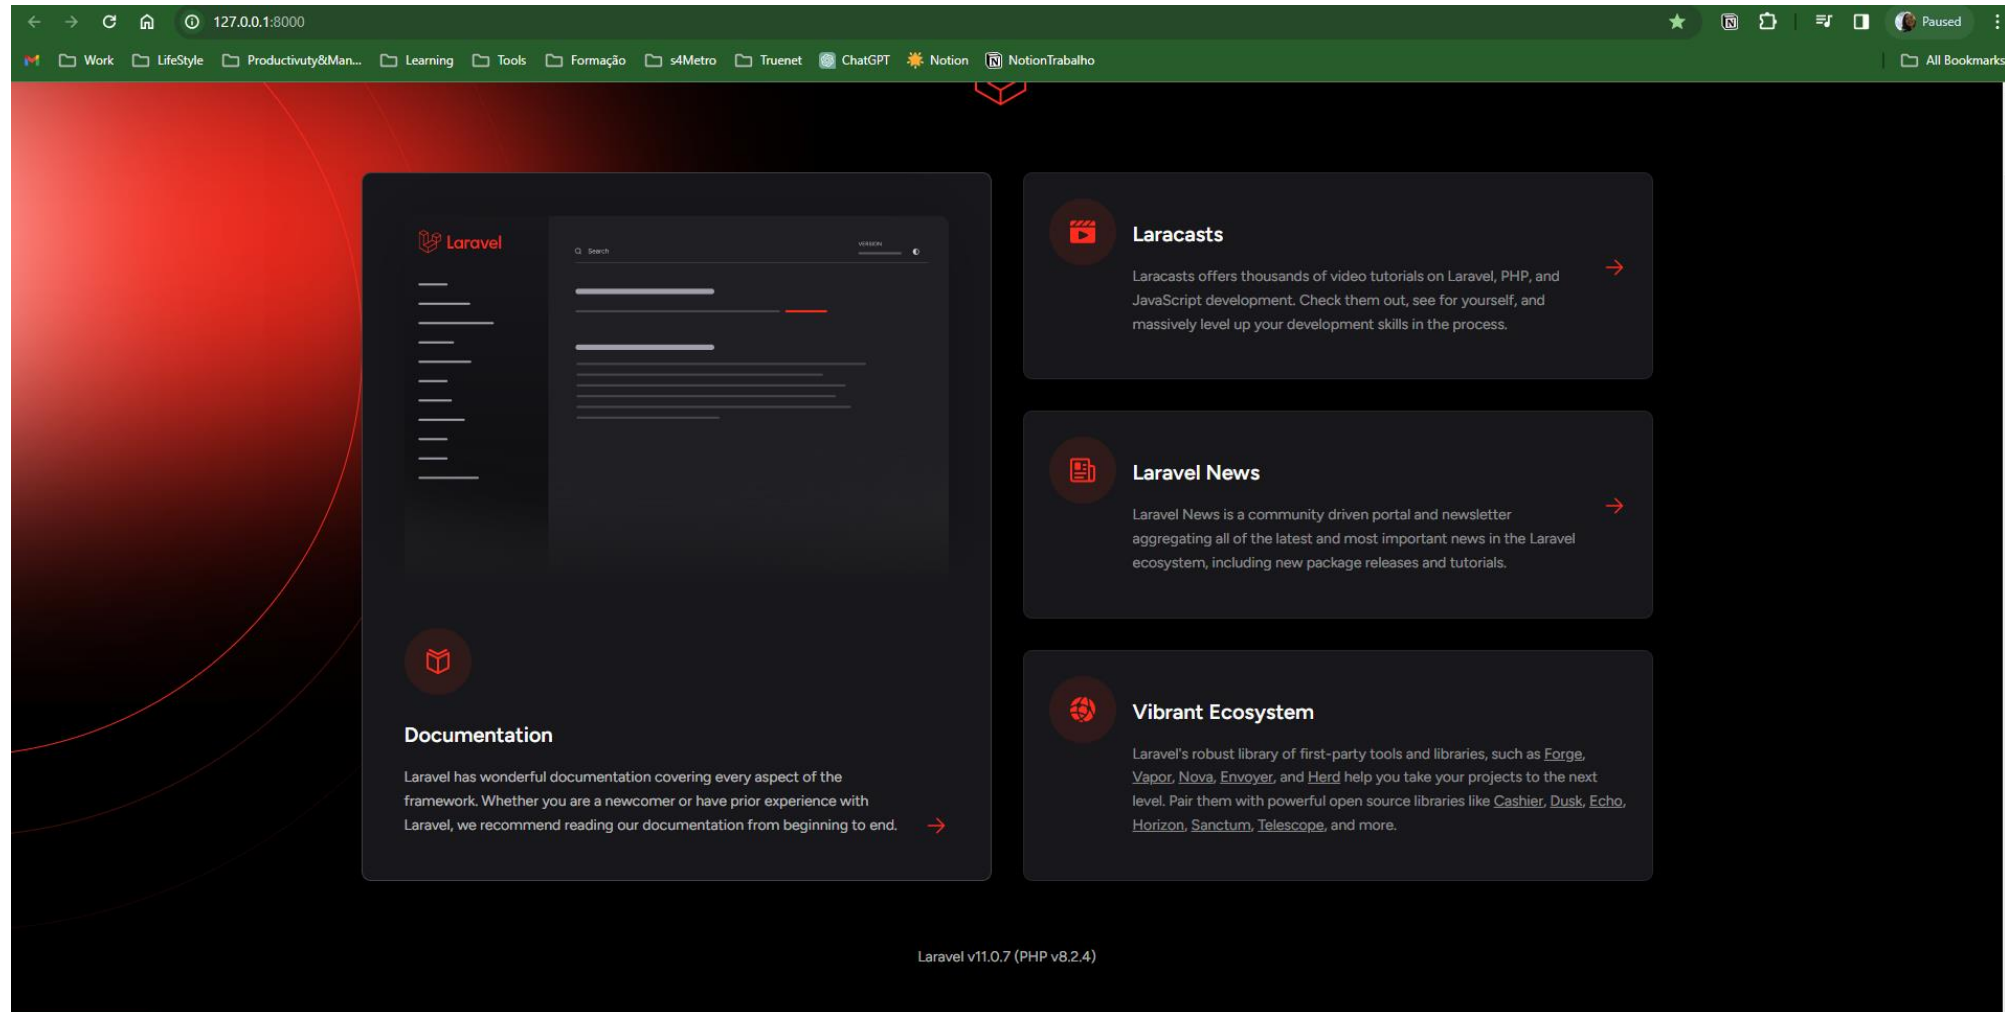 127.0.0.1:8000
Paused
Work
LifeStyle
Productivuty&Man...
Learning
Tools
Formação
s4Metro
Truenet
ChatGPT
Notion
NotionTrabalho
All Bookmarks
Laravel
Search
VERSION
Documentation
Laravel has wonderful documentation covering every aspect of the
framework. Whether you are a newcomer or have prior experience with
Laravel, we recommend reading our documentation from beginning to end.
Laracasts
Laracasts offers thousands of video tutorials on Laravel, PHP, and
JavaScript development. Check them out, see for yourself, and
massively level up your development skills in the process.
Laravel News
Laravel News is a community driven portal and newsletter
aggregating all of the latest and most important news in the Laravel
ecosystem, including new package releases and tutorials.
Vibrant Ecosystem
Laravel's robust library of first-party tools and libraries, such as Forge,
Vapor, Nova, Envoyer, and Herd help you take your projects to the next
level. Pair them with powerful open source libraries like Cashier, Dusk, Echo,
Horizon, Sanctum, Telescope, and more.
Laravel v11.0.7 (PHP v8.2.4)